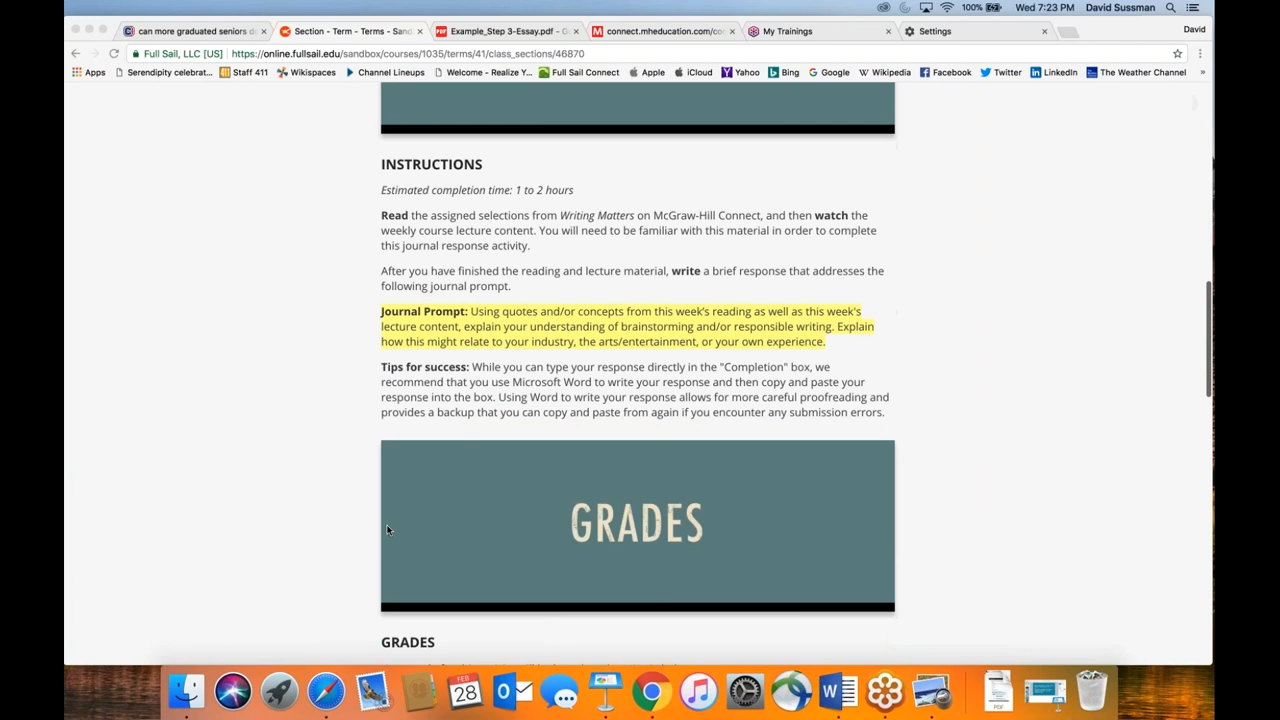 100% Wed 7:23 PM David Sussman
can more graduated seniors d
Section - Term - Terms - Sand
Example_Step 3-Essay.pdf - G
connect.mheducation.com/co
My Trainings
Settings
David
Full Sail, LLC [US] https://online.fullsail.edu/sandbox/courses/1035/terms/41/class_sections/46870
Apps Serendipity celebrat... Staff 411 Wikispaces Channel Lineups Welcome - Realize Y... Full Sail Connect Apple iCloud Yahoo Bing Google Wikipedia Facebook Twitter LinkedIn The Weather Channel »
INSTRUCTIONS
Estimated completion time: 1 to 2 hours
Read the assigned selections from Writing Matters on McGraw-Hill Connect, and then watch the
weekly course lecture content. You will need to be familiar with this material in order to complete
this journal response activity.
After you have finished the reading and lecture material, write a brief response that addresses the
following journal prompt.
Journal Prompt: Using quotes and/or concepts from this week's reading as well as this week's
lecture content, explain your understanding of brainstorming and/or responsible writing. Explain
how this might relate to your industry, the arts/entertainment, or your own experience.
Tips for success: While you can type your response directly in the "Completion" box, we
recommend that you use Microsoft Word to write your response and then copy and paste your
response into the box. Using Word to write your response allows for more careful proofreading and
provides a backup that you can copy and paste from again if you encounter any submission errors.
GRADES
GRADES
FEB
28
PDF